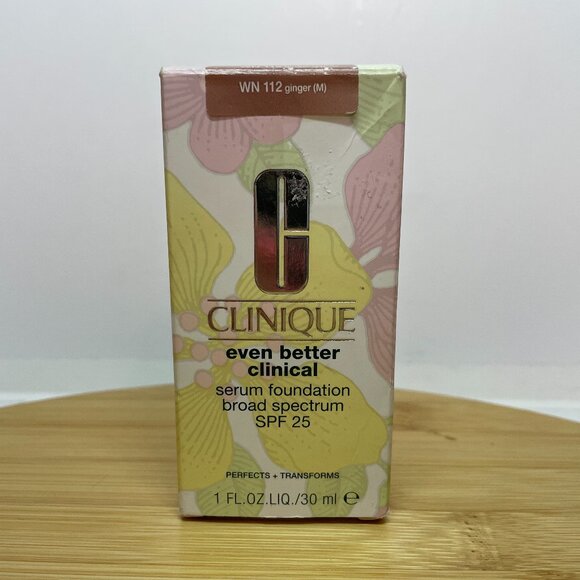 WN 112 ginger (M)
C
CLINIQUE
even better
clinical
serum foundation
broad spectrum
SPF 25
PERFECTS + TRANSFORMS
1 FL.OZ.LIQ./30 ml ℮